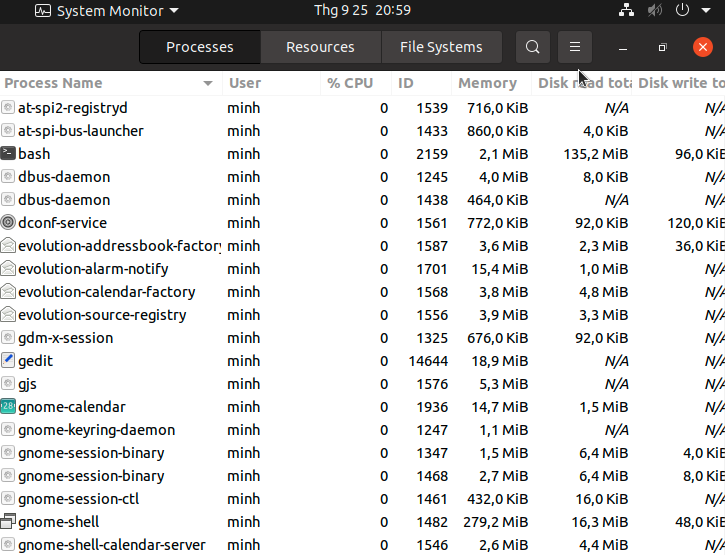 System Monitor Thg 9 25 20:59
Processes Resources File Systems
Process Name User % CPU ID Memory Disk read tota Disk write to
at-spi2-registryd minh 0 1539 716,0 KiB N/A N/A
at-spi-bus-launcher minh 0 1433 860,0 KiB 4,0 KiB N/A
bash minh 0 2159 2,1 MiB 135,2 MiB 96,0 KiB
dbus-daemon minh 0 1245 4,0 MiB 8,0 KiB N/A
dbus-daemon minh 0 1438 464,0 KiB N/A N/A
dconf-service minh 0 1561 772,0 KiB 92,0 KiB 120,0 KiB
evolution-addressbook-factory minh 0 1587 3,6 MiB 2,3 MiB 36,0 KiB
evolution-alarm-notify minh 0 1701 15,4 MiB 1,0 MiB N/A
evolution-calendar-factory minh 0 1568 3,8 MiB 4,8 MiB N/A
evolution-source-registry minh 0 1556 3,9 MiB 3,3 MiB N/A
gdm-x-session minh 0 1325 676,0 KiB 92,0 KiB N/A
gedit minh 0 14644 18,9 MiB N/A N/A
gjs minh 0 1576 5,3 MiB N/A N/A
gnome-calendar minh 0 1936 14,7 MiB 1,5 MiB N/A
gnome-keyring-daemon minh 0 1247 1,1 MiB N/A N/A
gnome-session-binary minh 0 1347 1,5 MiB 6,4 MiB 4,0 KiB
gnome-session-binary minh 0 1468 2,7 MiB 6,4 MiB 8,0 KiB
gnome-session-ctl minh 0 1461 432,0 KiB 16,0 KiB N/A
gnome-shell minh 0 1482 279,2 MiB 16,3 MiB 48,0 KiB
gnome-shell-calendar-server minh 0 1546 2,6 MiB 4,4 MiB N/A